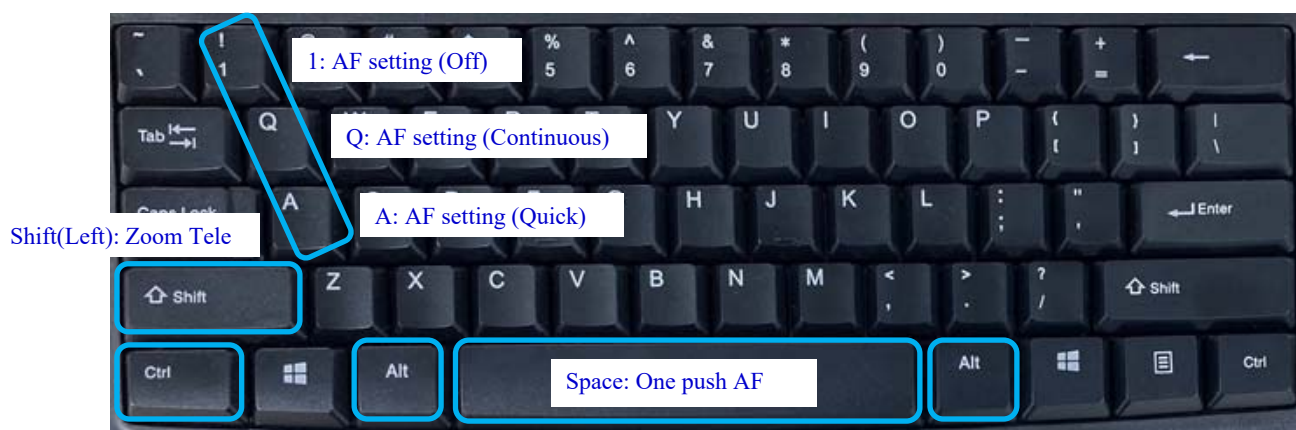 ~ ! % ^ & * ( ) — +
` 1 1: AF setting (Off) 5 6 7 8 9 0 - =
Tab Q Q: AF setting (Continuous) Y U I O P { } |
[ ] \
A A: AF setting (Quick) H J K L : " Enter
; '
Shift(Left): Zoom Tele
Shift Z X C V B N M < > ? Shift
, . /
Ctrl Alt Space: One push AF Alt Ctrl